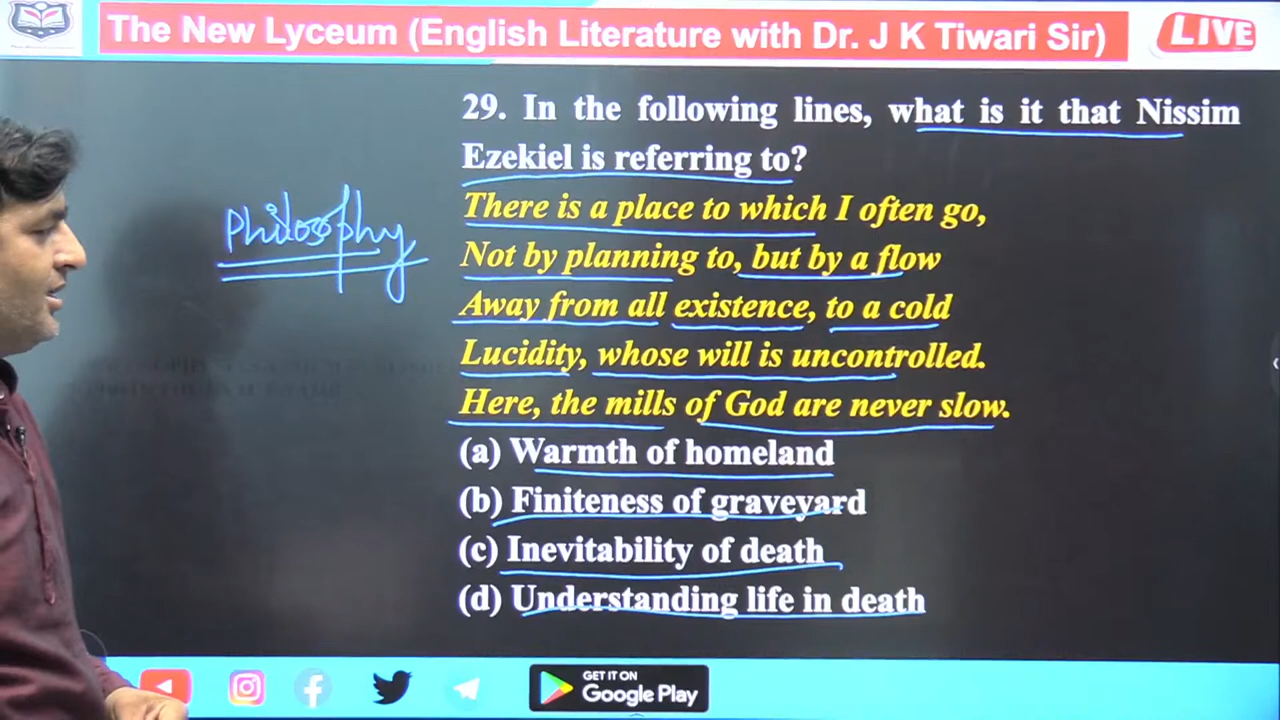 The New Lyceum (English Literature with Dr. J K Tiwari Sir)
LIVE
29. In the following lines, what is it that Nissim
Ezekiel is referring to?
Philosophy
There is a place to which I often go,
Not by planning to, but by a flow
Away from all existence, to a cold
Lucidity, whose will is uncontrolled.
Here, the mills of God are never slow.
(a) Warmth of homeland
(b) Finiteness of graveyard
(c) Inevitability of death
(d) Understanding life in death
GET IT ON
Google Play